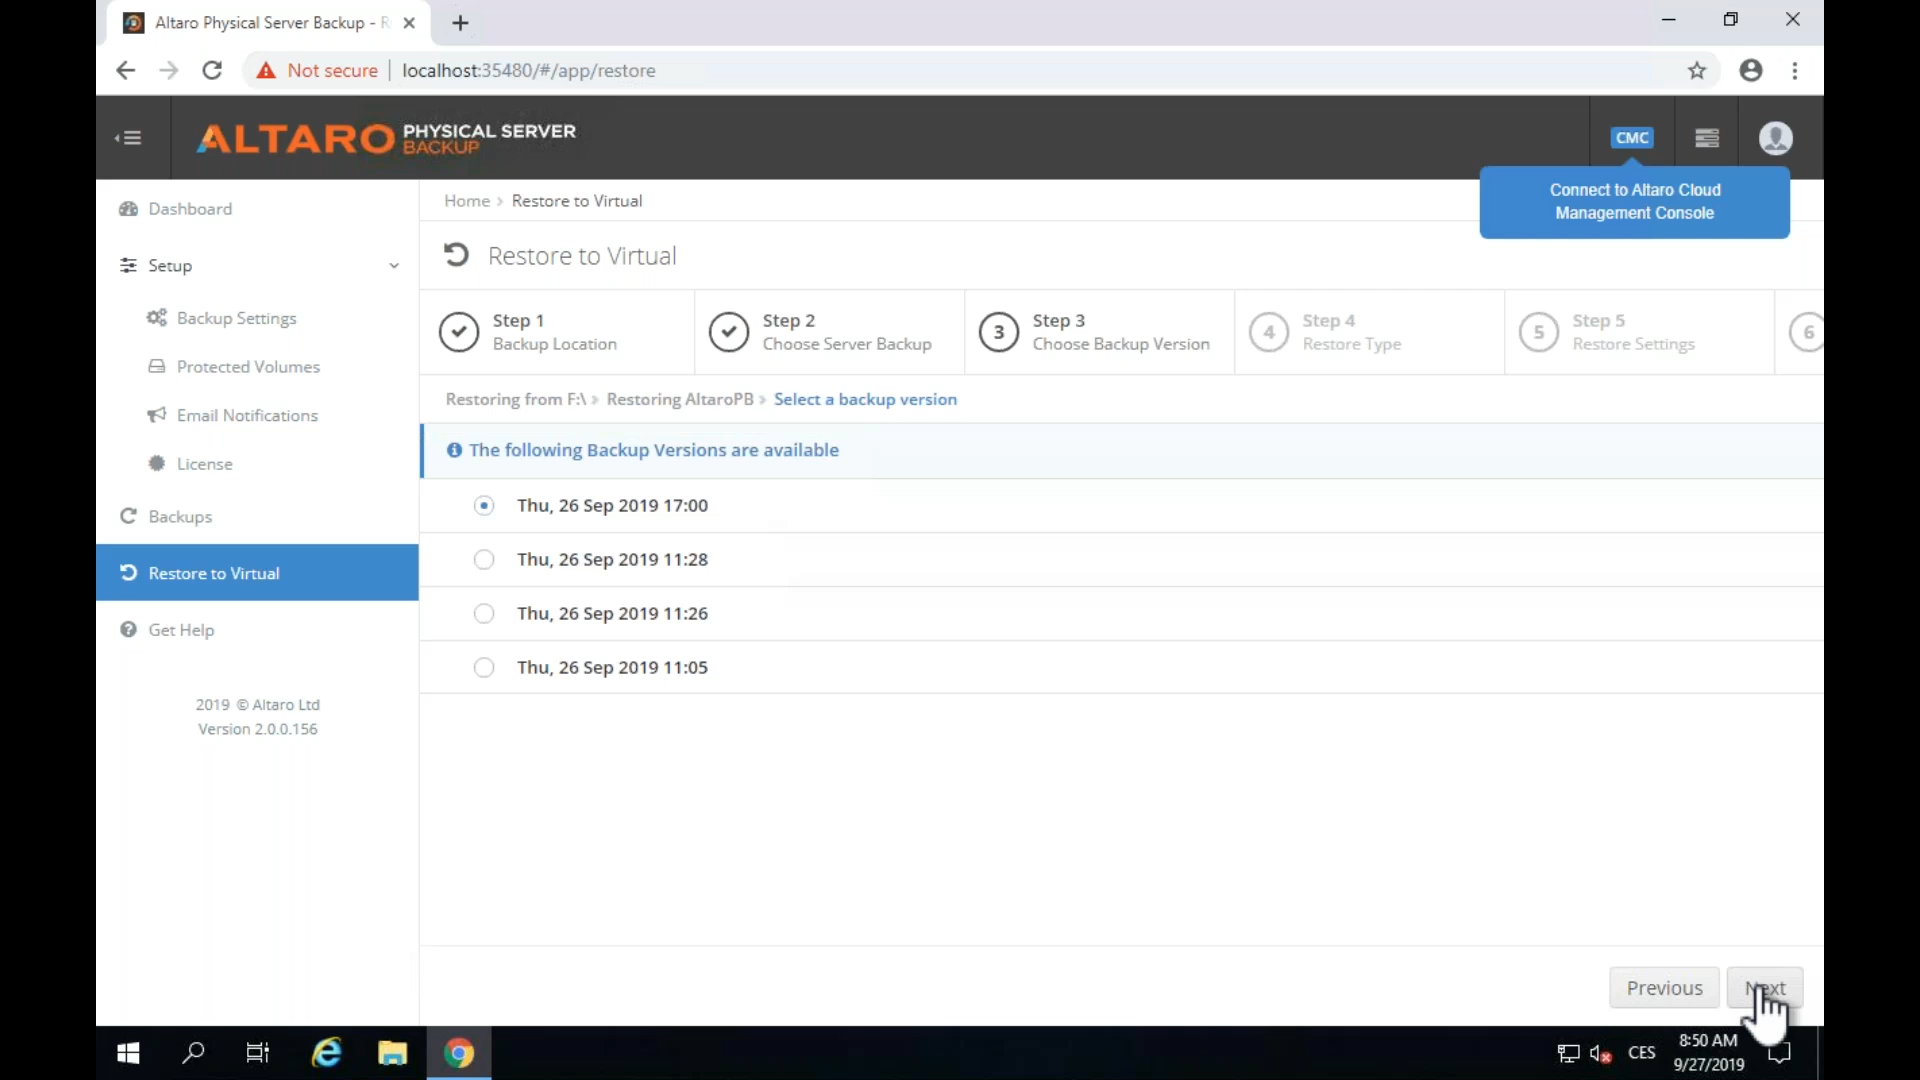 Altaro Physical Server Backup - R
Not secure
localhost:35480/#/app/restore
ALTARO PHYSICAL SERVER
BACKUP
CMC
Connect to Altaro Cloud
Management Console
Dashboard
Setup
Backup Settings
Protected Volumes
Email Notifications
License
Backups
Restore to Virtual
Get Help
2019 © Altaro Ltd
Version 2.0.0.156
Home > Restore to Virtual
Restore to Virtual
Step 1
Backup Location
Step 2
Choose Server Backup
3
Step 3
Choose Backup Version
4
Step 4
Restore Type
5
Step 5
Restore Settings
6
Restoring from F:\ » Restoring AltaroPB » Select a backup version
The following Backup Versions are available
Thu, 26 Sep 2019 17:00
Thu, 26 Sep 2019 11:28
Thu, 26 Sep 2019 11:26
Thu, 26 Sep 2019 11:05
Previous
Next
CES
8:50 AM
9/27/2019